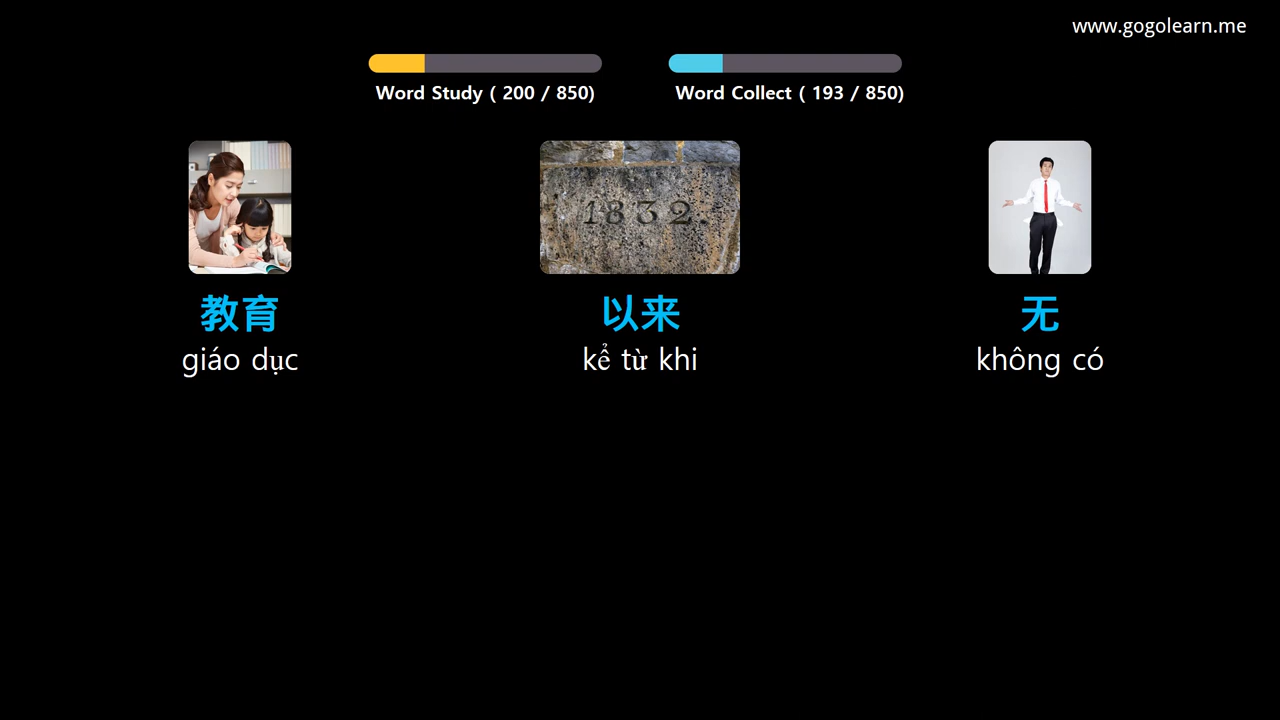 www.gogolearn.me
Word Study ( 200 / 850)
Word Collect ( 193 / 850)
1832.
教育
以来
无
giáo dục
kể từ khi
không có